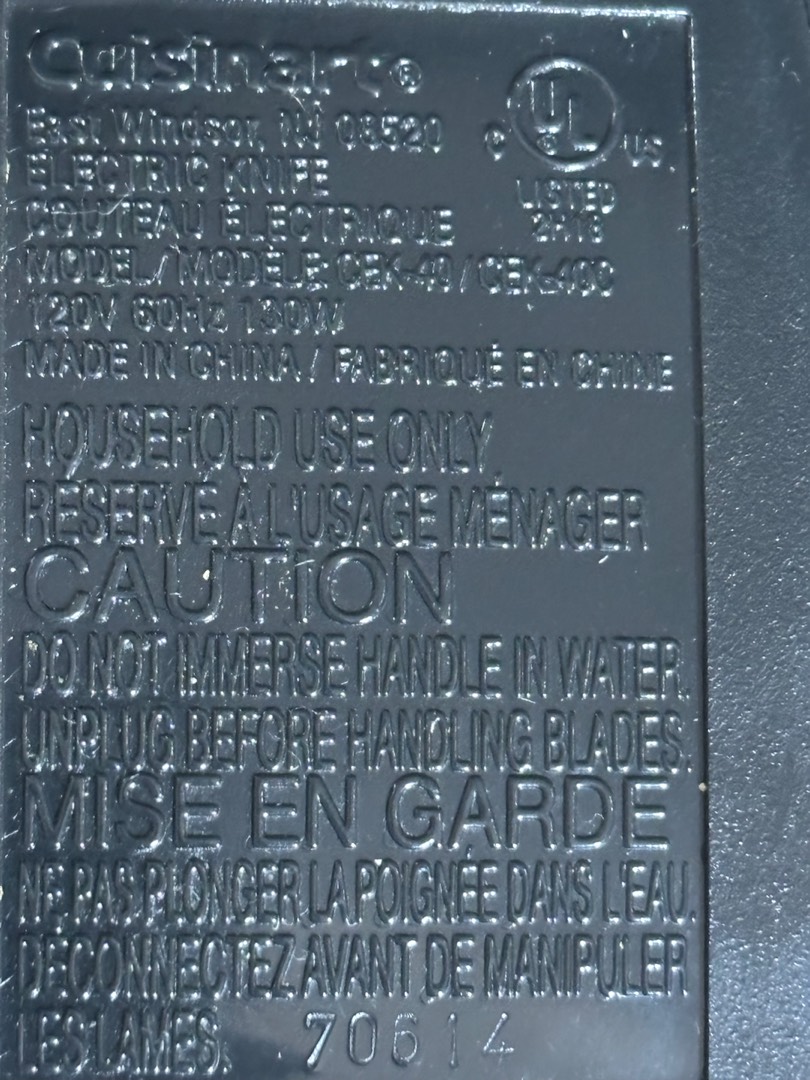 Cuisinart®
East Windsor, NJ 08520
ELECTRIC KNIFE
COUTEAU ÉLECTRIQUE
MODEL / MODÈLE: CEK-40 / CEK-40C
120V 60Hz 130W
MADE IN CHINA / FABRIQUÉ EN CHINE
C UL US
LISTED
HOUSEHOLD USE ONLY
RÉSERVÉ À L'USAGE MÉNAGER
CAUTION
DO NOT IMMERSE HANDLE IN WATER.
UNPLUG BEFORE HANDLING BLADES.
MISE EN GARDE
NE PAS PLONGER LA POIGNÉE DANS L'EAU.
DÉCONNECTEZ AVANT DE MANIPULER
LES LAMES.
70614